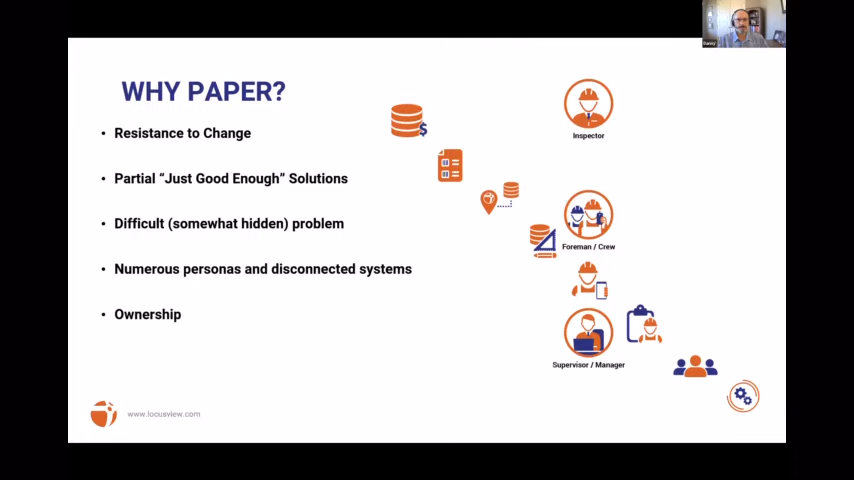 WHY PAPER?
• Resistance to Change
• Partial “Just Good Enough” Solutions
• Difficult (somewhat hidden) problem
• Numerous personas and disconnected systems
• Ownership
$
Inspector
Foreman / Crew
Supervisor / Manager
www.locusview.com